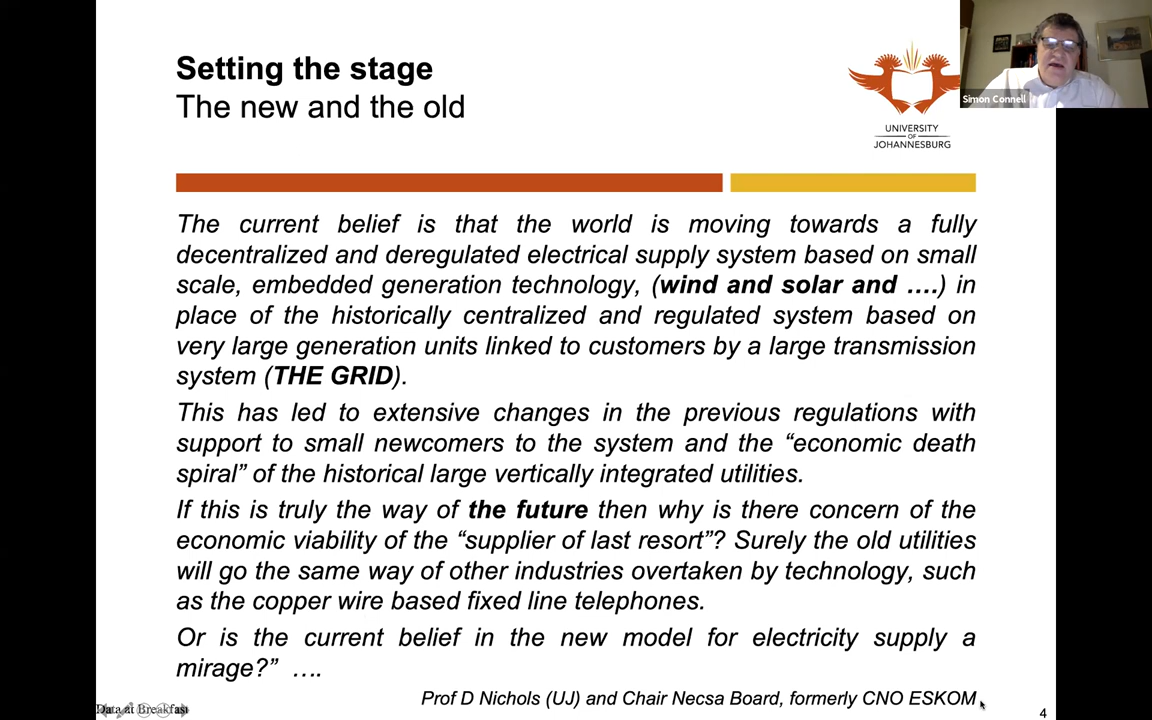 Setting the stage
The new and the old
Simon Connell
UNIVERSITY
OF
JOHANNESBURG
The current belief is that the world is moving towards a fully
decentralized and deregulated electrical supply system based on small
scale, embedded generation technology, (wind and solar and ….) in
place of the historically centralized and regulated system based on
very large generation units linked to customers by a large transmission
system (THE GRID).
This has led to extensive changes in the previous regulations with
support to small newcomers to the system and the “economic death
spiral” of the historical large vertically integrated utilities.
If this is truly the way of the future then why is there concern of the
economic viability of the “supplier of last resort”? Surely the old utilities
will go the same way of other industries overtaken by technology, such
as the copper wire based fixed line telephones.
Or is the current belief in the new model for electricity supply a
mirage?” ….
Prof D Nichols (UJ) and Chair Necsa Board, formerly CNO ESKOM
Data at Breakfast
4